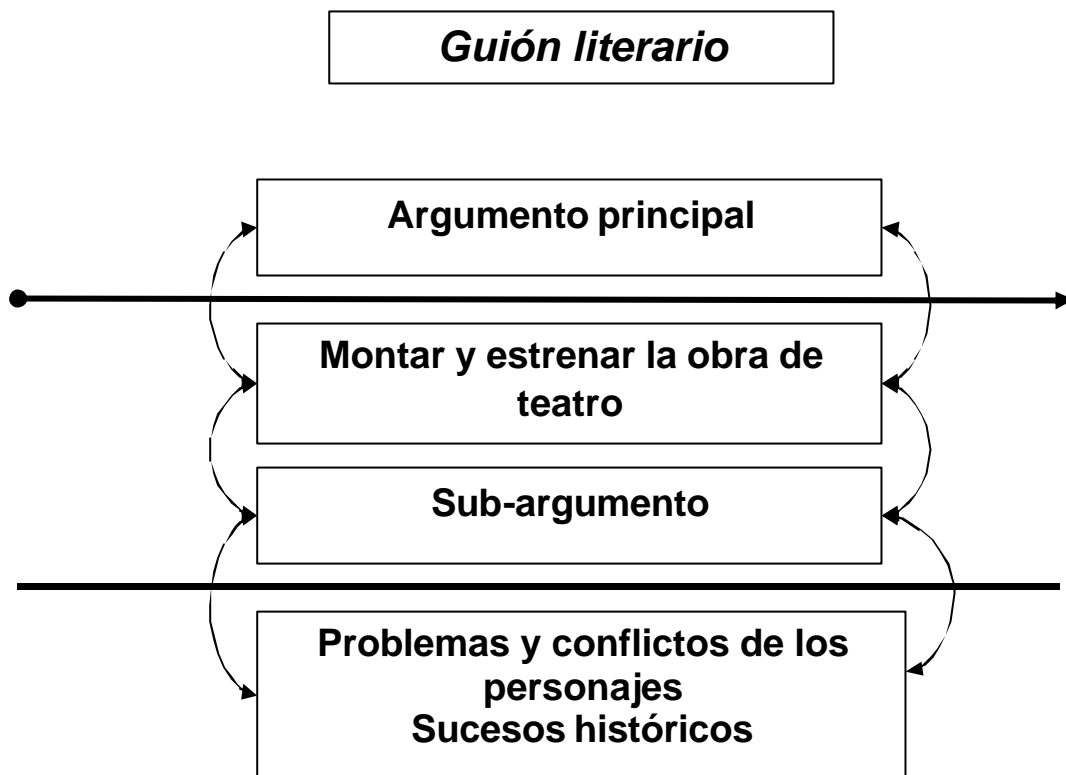 Guión literario
Argumento principal
Montar y estrenar la obra de
teatro
Sub-argumento
Problemas y conflictos de los
personajes
Sucesos históricos